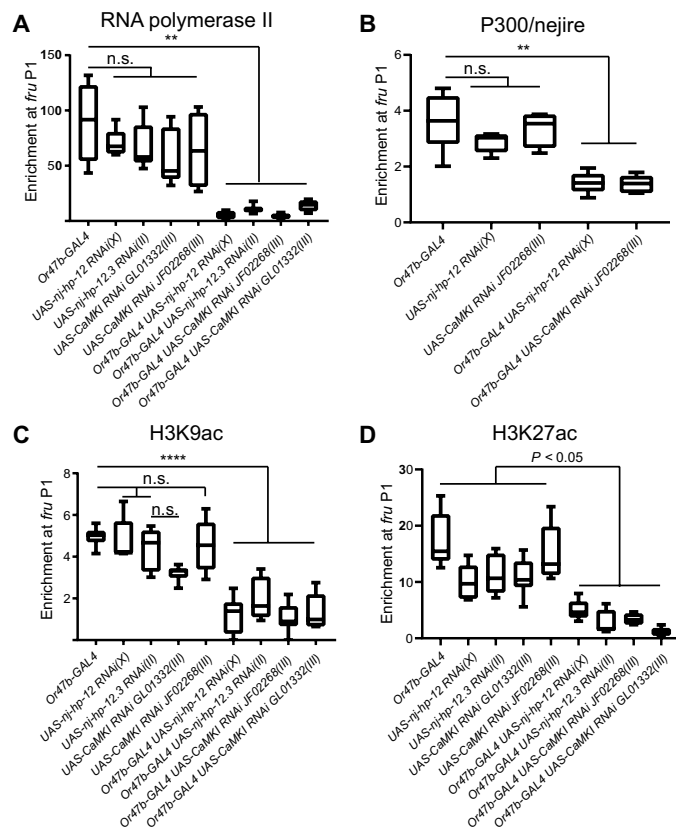 A
RNA polymerase II
Enrichment at fru P1
150
100
50
**
n.s.
Or47b-GAL4
UAS-nj-hp-12 RNAi(X)
UAS-nj-hp-12.3 RNAi(II)
UAS-CaMKI RNAi GL01332(III)
UAS-CaMKI RNAi JF02268(III)
Or47b-GAL4 UAS-nj-hp-12 RNAi(X)
Or47b-GAL4 UAS-nj-hp-12.3 RNAi(II)
Or47b-GAL4 UAS-CaMKI RNAi JF02268(III)
Or47b-GAL4 UAS-CaMKI RNAi GL01332(III)
B
P300/nejire
Enrichment at fru P1
6
4
2
0
**
n.s.
Or47b-GAL4
UAS-nj-hp-12 RNAi(X)
UAS-CaMKI RNAi JF02268(III)
Or47b-GAL4 UAS-nj-hp-12 RNAi(X)
Or47b-GAL4 UAS-CaMKI RNAi JF02268(III)
C
H3K9ac
Enrichment at fru P1
8
6
4
2
****
n.s.
n.s.
Or47b-GAL4
UAS-nj-hp-12 RNAi(X)
UAS-nj-hp-12.3 RNAi(II)
UAS-CaMKI RNAi GL01332(III)
UAS-CaMKI RNAi JF02268(III)
Or47b-GAL4 UAS-nj-hp-12 RNAi(X)
Or47b-GAL4 UAS-nj-hp-12.3 RNAi(II)
Or47b-GAL4 UAS-CaMKI RNAi JF02268(III)
Or47b-GAL4 UAS-CaMKI RNAi GL01332(III)
D
H3K27ac
Enrichment at fru P1
30
20
10
0
P < 0.05
Or47b-GAL4
UAS-nj-hp-12 RNAi(X)
UAS-nj-hp-12.3 RNAi(II)
UAS-CaMKI RNAi GL01332(III)
UAS-CaMKI RNAi JF02268(III)
Or47b-GAL4 UAS-nj-hp-12 RNAi(X)
Or47b-GAL4 UAS-nj-hp-12.3 RNAi(II)
Or47b-GAL4 UAS-CaMKI RNAi JF02268(III)
Or47b-GAL4 UAS-CaMKI RNAi GL01332(III)